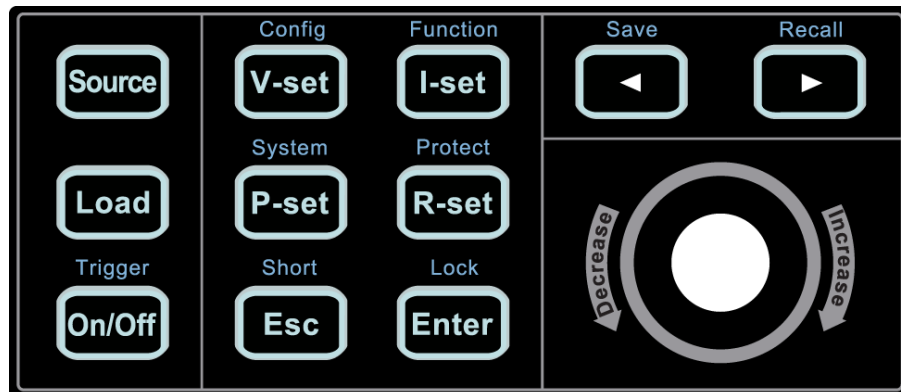 Config Function Save Recall
Source V-set I-set ◄ ►
System Protect
Load P-set R-set
Decrease Increase
Trigger Short Lock
On/Off Esc Enter